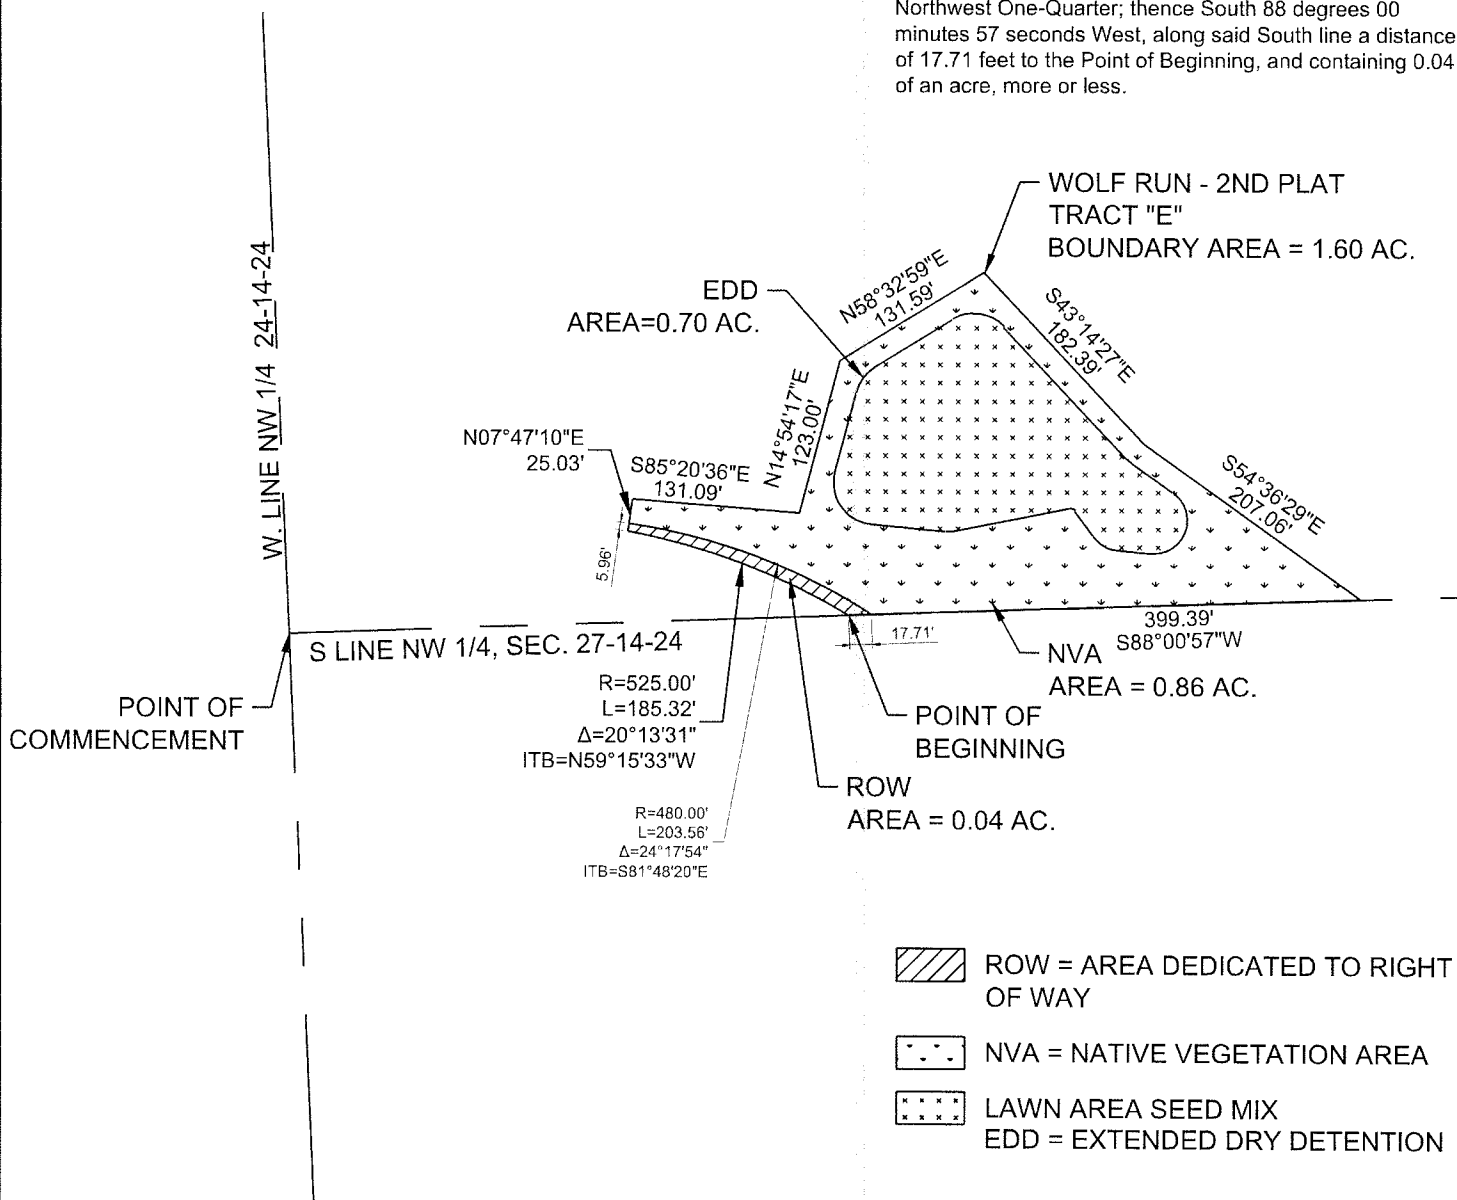 Northwest One-Quarter; thence South 88 degrees 00
minutes 57 seconds West, along said South line a distance
of 17.71 feet to the Point of Beginning, and containing 0.04
of an acre, more or less.
WOLF RUN - 2ND PLAT
TRACT "E"
BOUNDARY AREA = 1.60 AC.
EDD
AREA=0.70 AC.
N58°32'59"E
131.59'
S43°14'27"E
182.39'
W. LINE NW 1/4 24-14-24
N14°54'17"E
123.00'
N07°47'10"E
25.03'
S85°20'36"E
131.09'
S54°36'29"E
207.06'
5.96'
399.39'
S88°00'57"W
17.71'
S LINE NW 1/4, SEC. 27-14-24
NVA
AREA = 0.86 AC.
R=525.00'
L=185.32'
Δ=20°13'31"
ITB=N59°15'33"W
POINT OF
COMMENCEMENT
POINT OF
BEGINNING
ROW
AREA = 0.04 AC.
R=480.00'
L=203.56'
Δ=24°17'54"
ITB=S81°48'20"E
ROW = AREA DEDICATED TO RIGHT
OF WAY
NVA = NATIVE VEGETATION AREA
LAWN AREA SEED MIX
EDD = EXTENDED DRY DETENTION